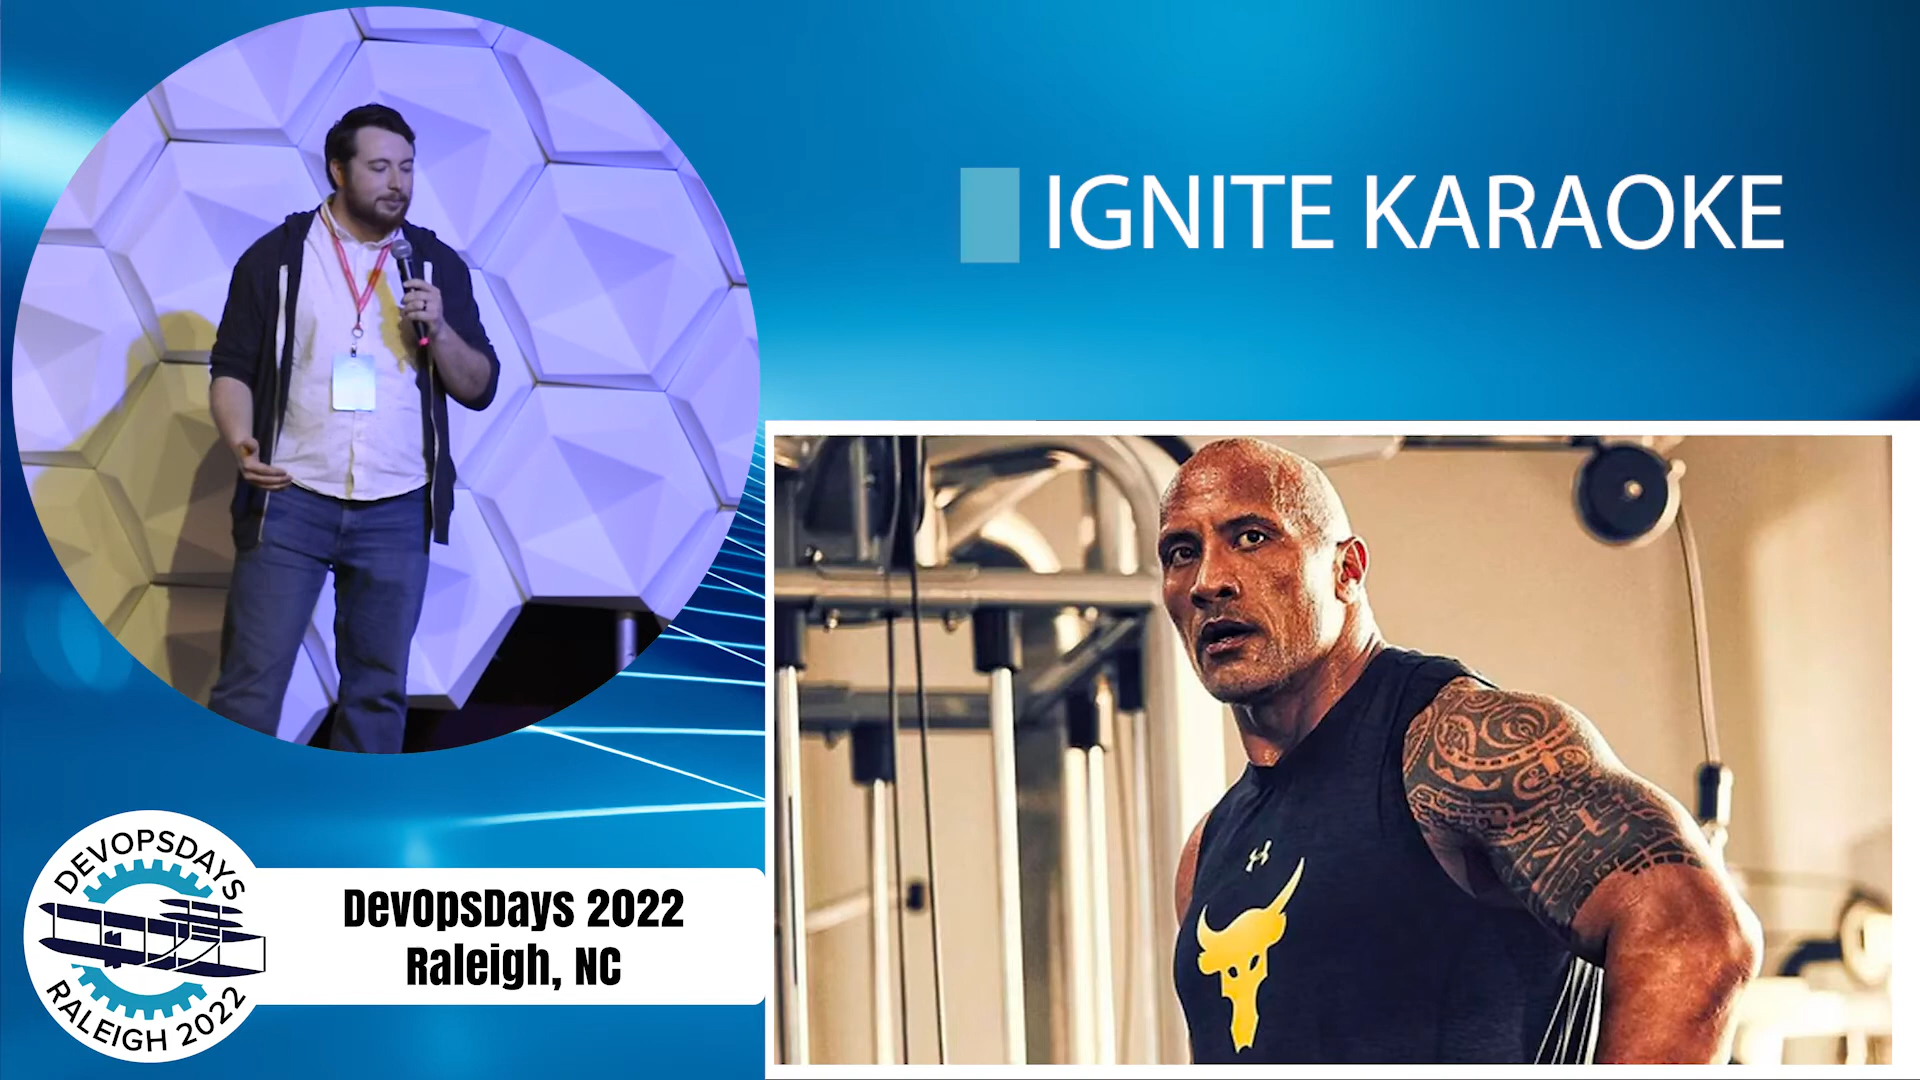 IGNITE KARAOKE
DEVOPSDAYS
RALEIGH 2022
DevOpsDays 2022
Raleigh, NC